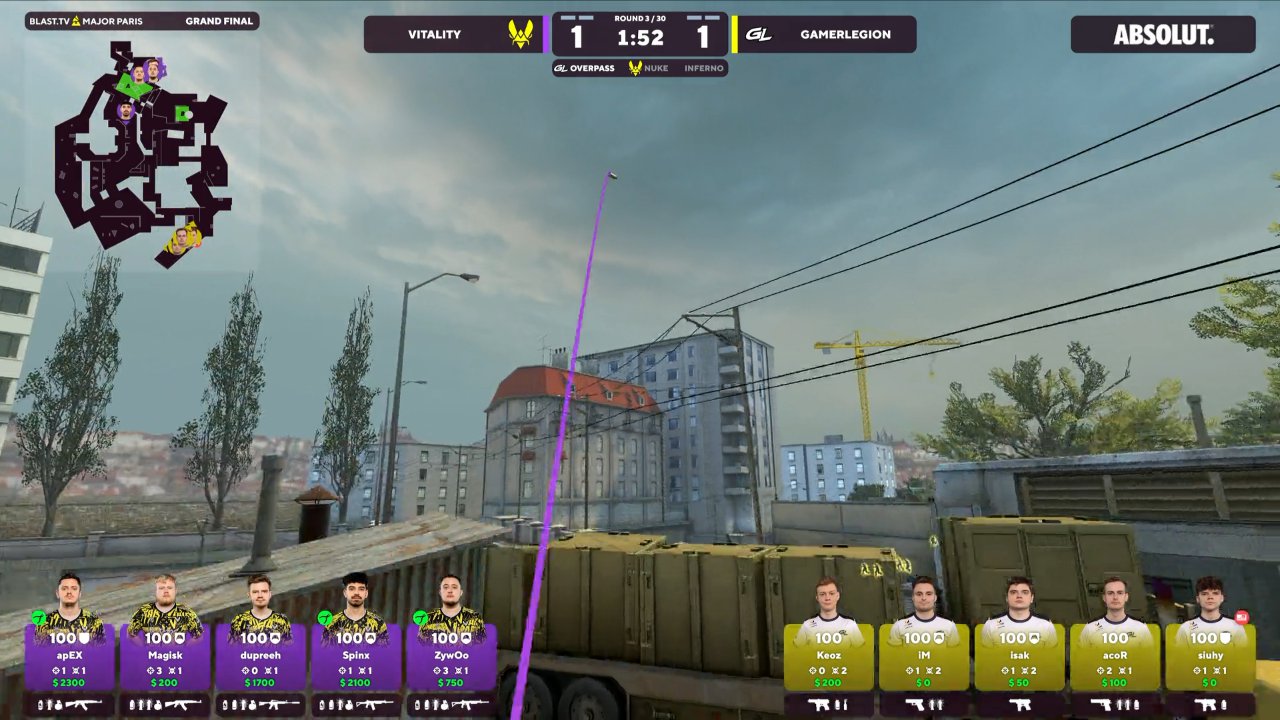 BLAST.TV MAJOR PARIS
GRAND FINAL
VITALITY
1
ROUND 3 / 30
1:52
1
GL
GAMERLEGION
ABSOLUT.
GL OVERPASS
NUKE
INFERNO
100
apEX
1 1
$2300
100
Magisk
3 1
$200
100
dupreeh
0 1
$1700
100
Spinx
1 1
$2100
100
ZywOo
3 1
$750
100
Keoz
0 2
$200
100
iM
1 2
$0
100
isak
1 2
$50
100
acoR
2 1
$100
100
siuhy
1 1
$0